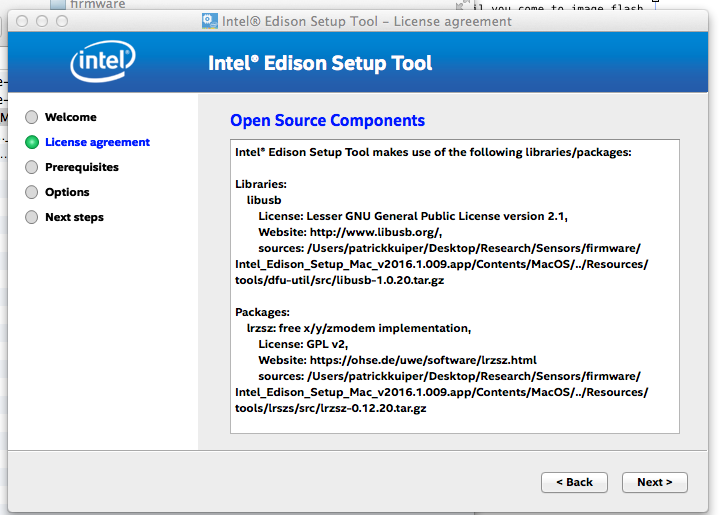 firmware
il you come to image flash
Intel® Edison Setup Tool – License agreement
intel®
Intel® Edison Setup Tool
Welcome
License agreement
Prerequisites
Options
Next steps
Open Source Components
Intel® Edison Setup Tool makes use of the following libraries/packages:
Libraries:
libusb
License: Lesser GNU General Public License version 2.1,
Website: http://www.libusb.org/,
sources: /Users/patrickkuiper/Desktop/Research/Sensors/firmware/
Intel_Edison_Setup_Mac_v2016.1.009.app/Contents/MacOS/../Resources/
tools/dfu-util/src/libusb-1.0.20.tar.gz
Packages:
lrzsz: free x/y/zmodem implementation,
License: GPL v2,
Website: https://ohse.de/uwe/software/lrzsz.html
sources: /Users/patrickkuiper/Desktop/Research/Sensors/firmware/
Intel_Edison_Setup_Mac_v2016.1.009.app/Contents/MacOS/../Resources/
tools/lrszs/src/lrzsz-0.12.20.tar.gz
< Back
Next >